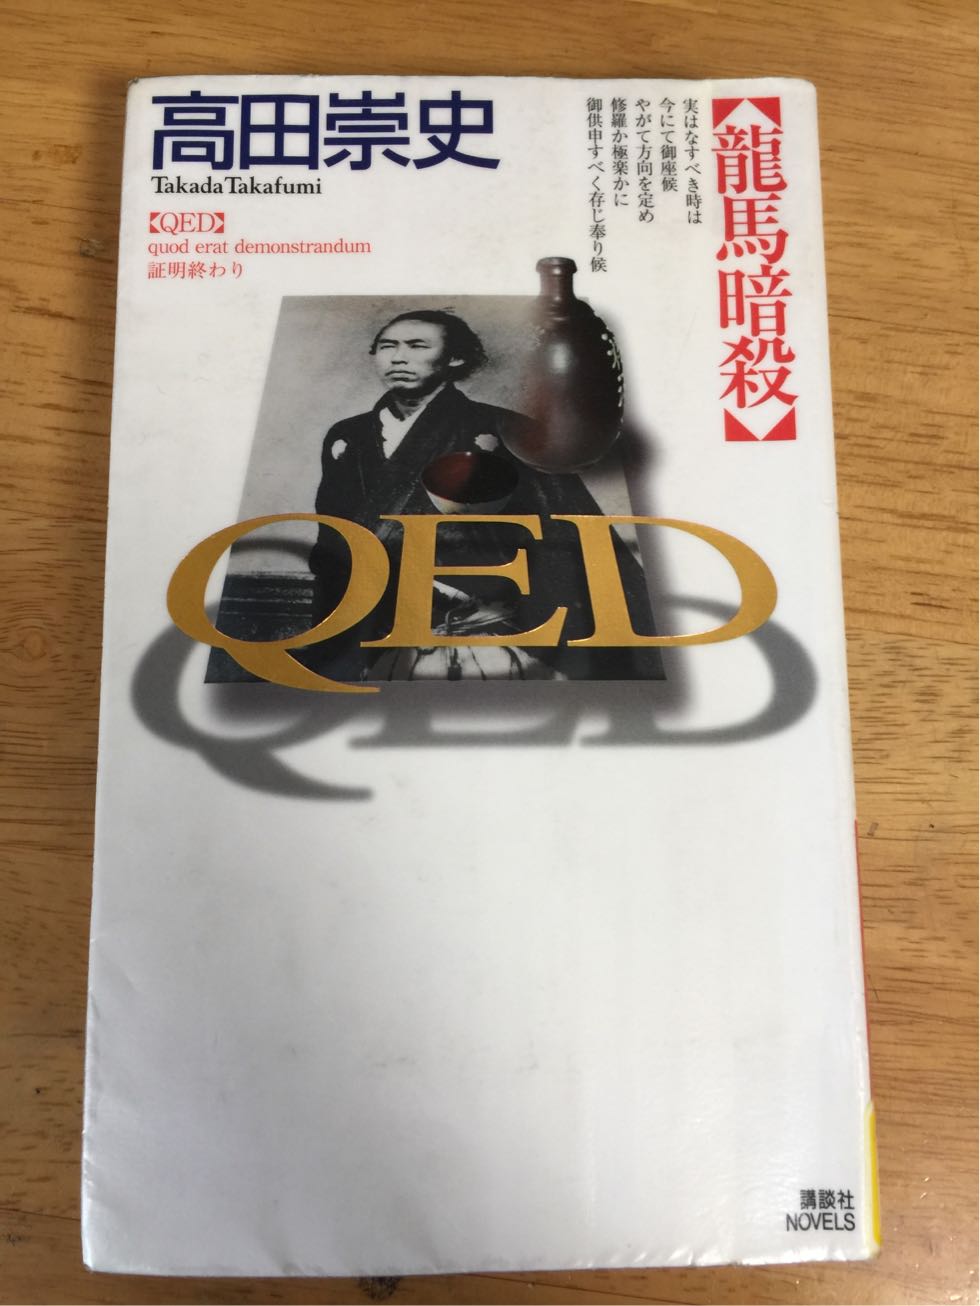 高田崇史
Takada Takafumi
【QED】
quod erat demonstrandum
証明終わり
【龍馬暗殺】
実はなすべき時は
今にて御座候
やがて方向を定め
修羅か極楽かに
御供申すべく存じ奉り候
QED
講談社
NOVELS